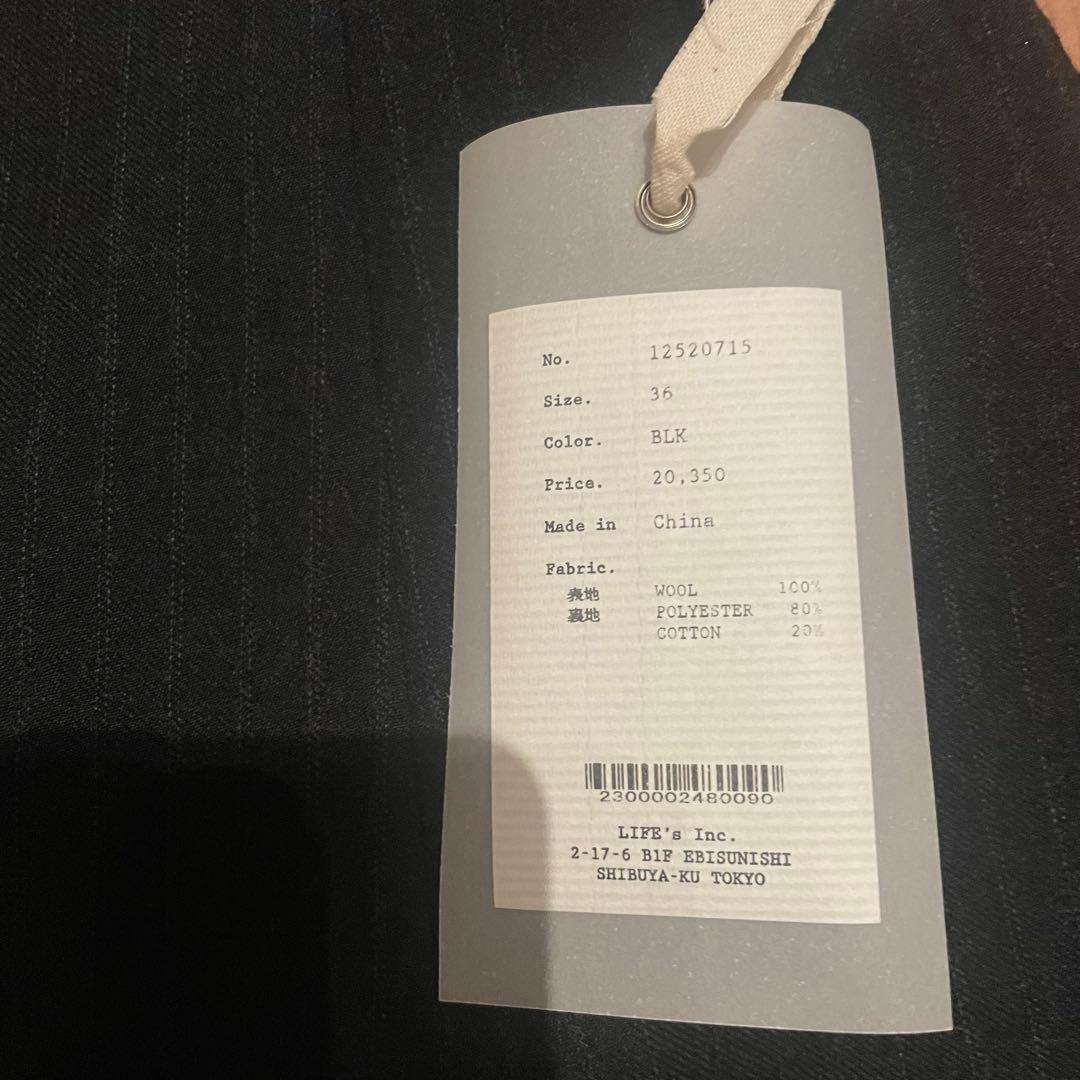 No. 12520715
Size. 36
Color. BLK
Price. 20,350
Made in China
Fabric.
表地 WOOL 100%
裏地 POLYESTER 80%
COTTON 20%
2300002480090
LIFE's Inc.
2-17-6 B1F EBISUNISHI
SHIBUYA-KU TOKYO